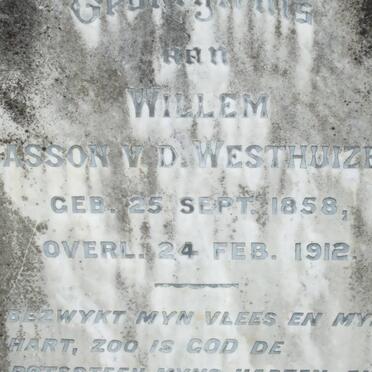 van
WILLEM
ASSON V. D. WESTHUIZE
GEB. 25 SEPT. 1858,
OVERL. 24 FEB. 1912.
BEZWYKT MYN VLEES EN MY
HART, ZOO IS GOD DE